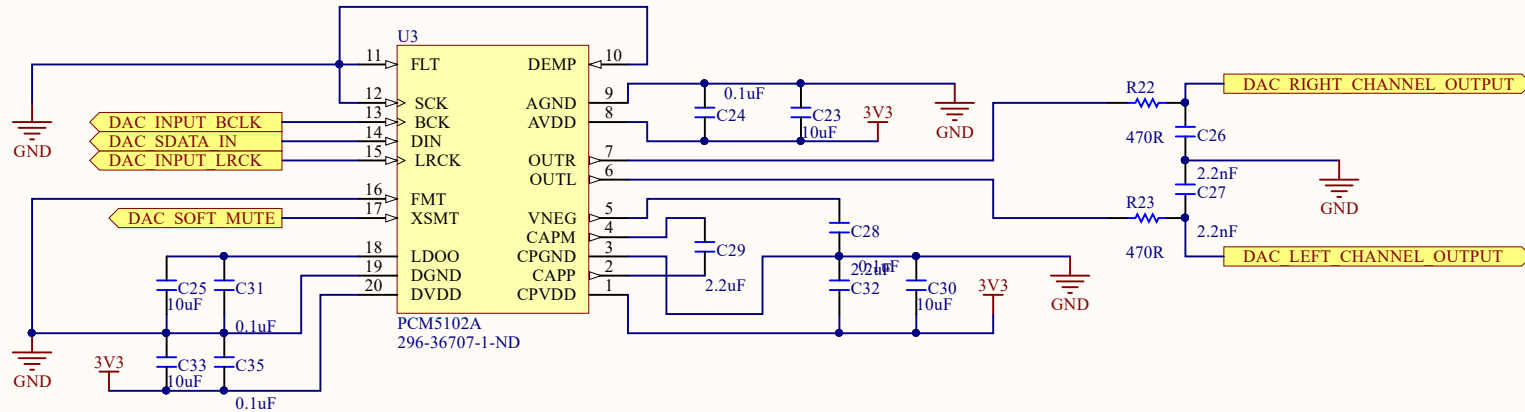 U3
11
FLT
DEMP
10
12
SCK
AGND
9
0.1uF
R22
DAC_RIGHT_CHANNEL_OUTPUT
DAC_INPUT_BCLK
13
BCK
AVDD
8
C24
C23
3V3
GND
470R
C26
GND
DAC_SDATA_IN
14
DIN
10uF
DAC_INPUT_LRCK
15
LRCK
OUTR
7
OUTL
6
2.2nF
16
FMT
C27
GND
DAC_SOFT_MUTE
17
XSMT
VNEG
5
R23
2.2nF
CAPM
4
C28
470R
18
LDOO
CPGND
3
C29
2.2uF
0.1uF
DAC_LEFT_CHANNEL_OUTPUT
19
DGND
CAPP
2
2.2uF
C32
C30
3V3
GND
C25
C31
20
DVDD
CPVDD
1
10uF
10uF
0.1uF
PCM5102A
296-36707-1-ND
GND
3V3
C33
C35
10uF
0.1uF